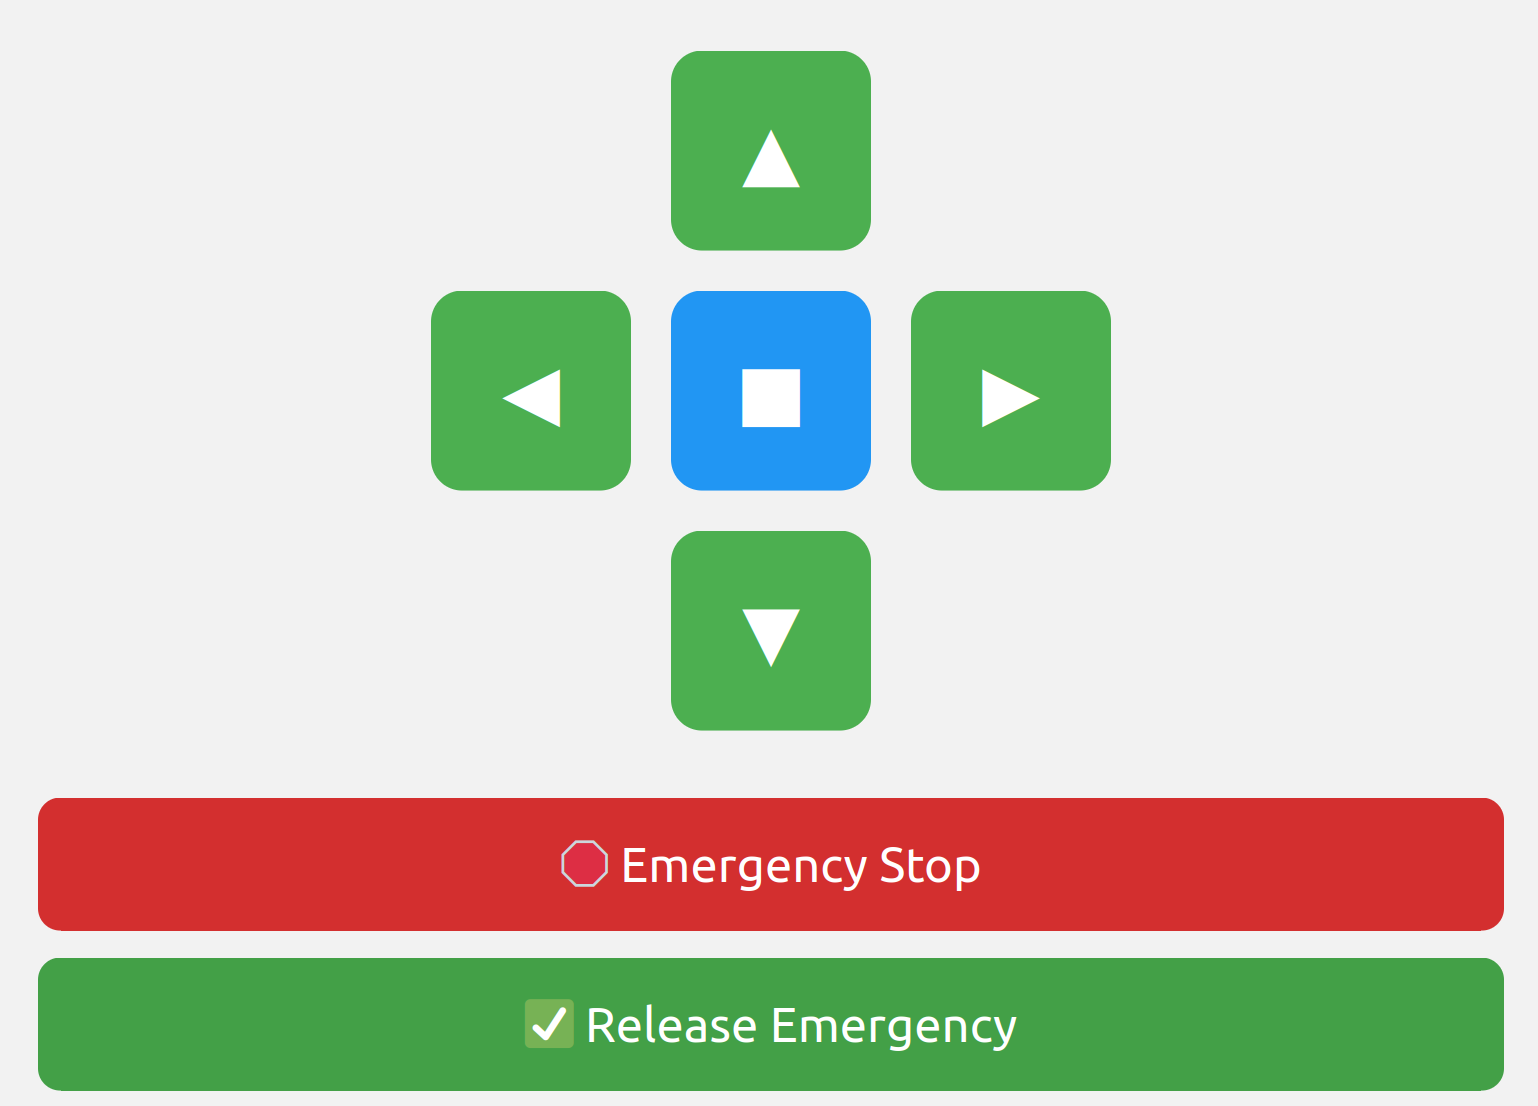 ▲
◀ ■ ▶
▼
🛑 Emergency Stop
✅ Release Emergency